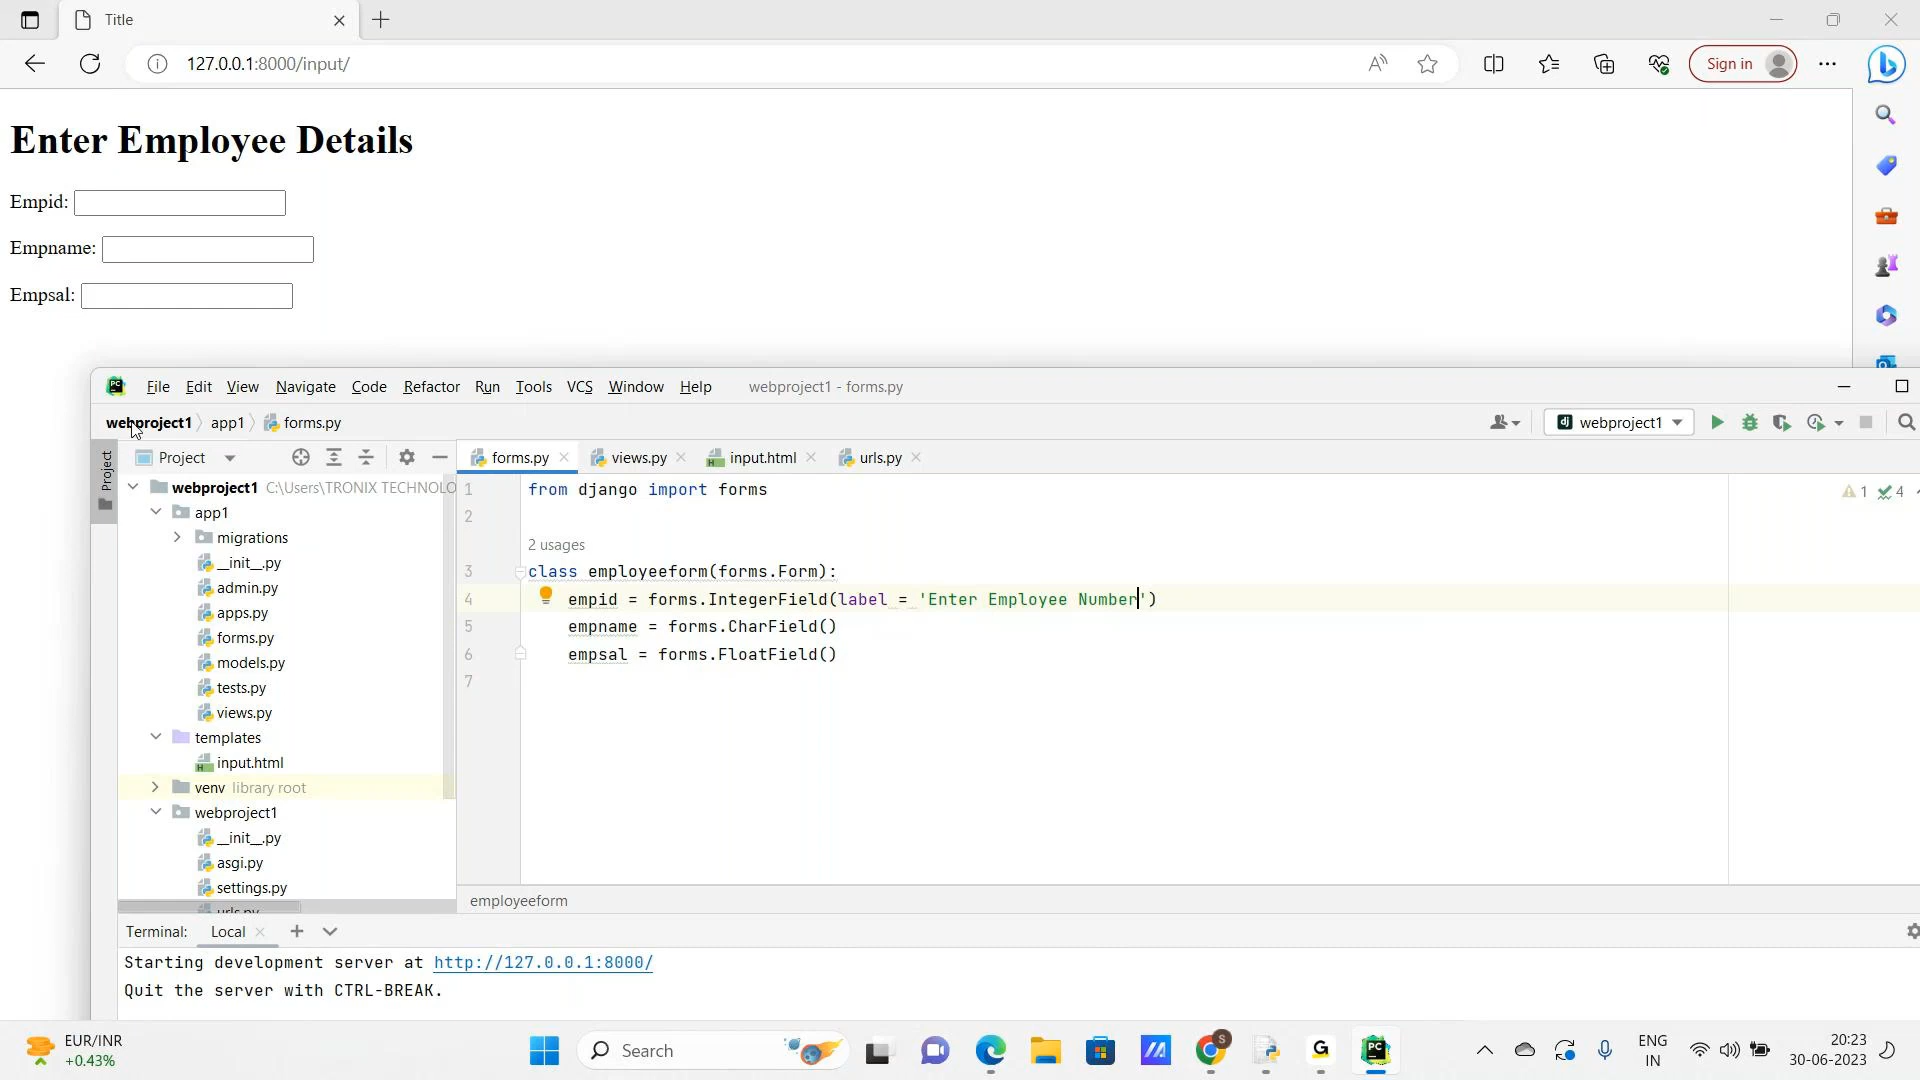 Title
127.0.0.1:8000/input/
Sign in
Enter Employee Details
Empid:
Empname:
Empsal:
File Edit View Navigate Code Refactor Run Tools VCS Window Help webproject1 - forms.py
webproject1 app1 forms.py
webproject1
Project
Project
forms.py views.py input.html urls.py
webproject1 C:\Users\TRONIX TECHNOLO
app1
migrations
__init__.py
admin.py
apps.py
forms.py
models.py
tests.py
views.py
templates
input.html
venv library root
webproject1
__init__.py
asgi.py
settings.py
urls.py
1 from django import forms
2
2 usages
3 class employeeform(forms.Form):
4 empid = forms.IntegerField(label = 'Enter Employee Number')
5 empname = forms.CharField()
6 empsal = forms.FloatField()
7
1 4
employeeform
Terminal: Local
Starting development server at http://127.0.0.1:8000/
Quit the server with CTRL-BREAK.
EUR/INR
+0.43%
Search
ENG
IN
20:23
30-06-2023